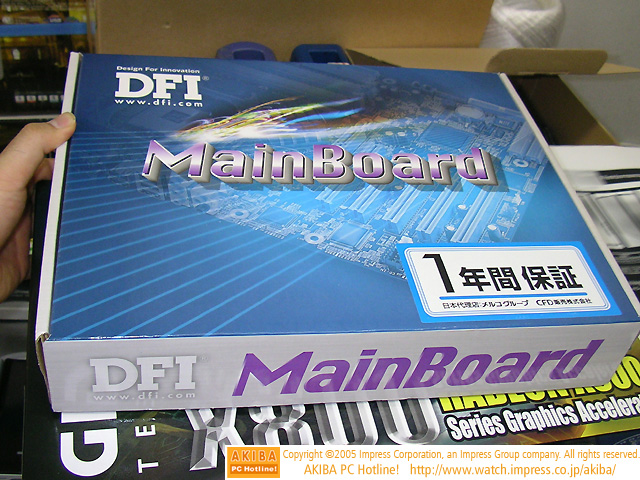 Design For Innovation
DFI®
www.dfi.com
MainBoard
1年間 保証
日本代理店:メルコグループ CFD販売株式会社
DFI®
www.dfi.com
MainBoard
X800
Series Graphics Accelera
AKIBA
PC Hotline!
Copyright ©2005 Impress Corporation, an Impress Group company. All rights reserved.
AKIBA PC Hotline! http://www.watch.impress.co.jp/akiba/